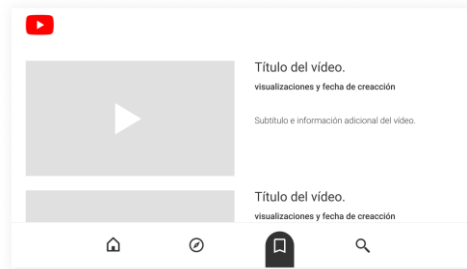 Título del vídeo.
visualizaciones y fecha de creacción
Subtítulo e información adicional del vídeo.
Título del vídeo.
visualizaciones y fecha de creacción